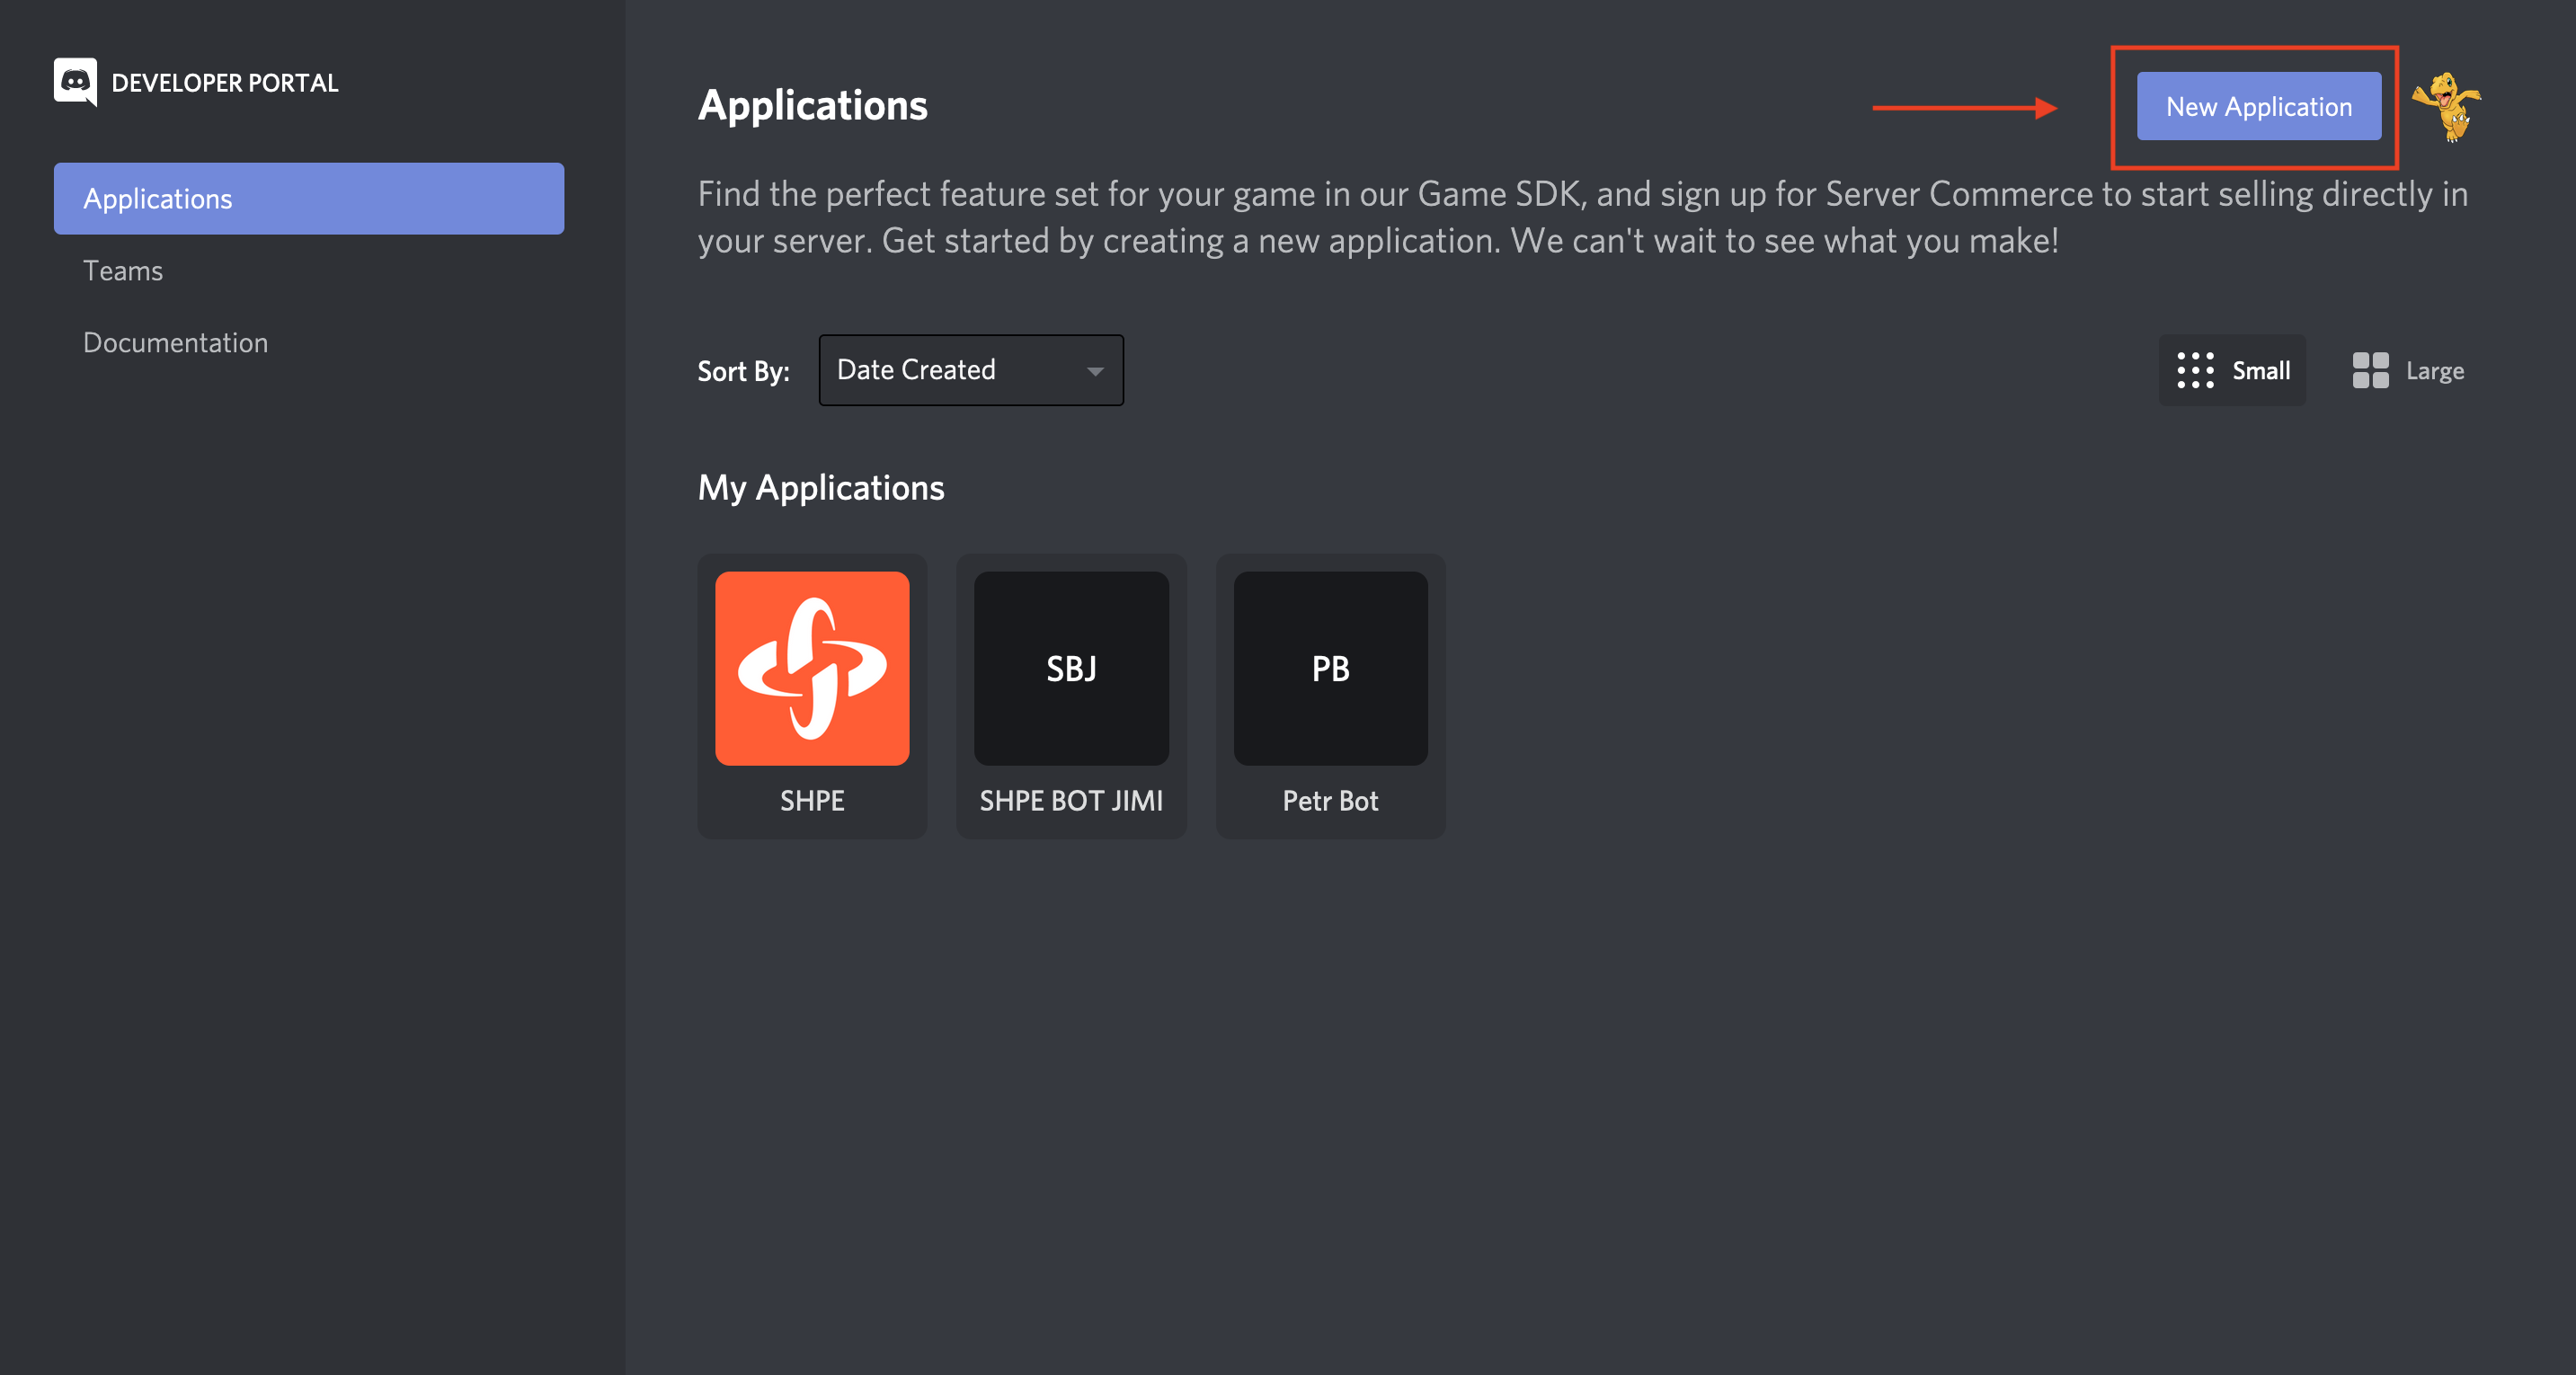 DEVELOPER PORTAL
Applications
Teams
Documentation
Applications
New Application
Find the perfect feature set for your game in our Game SDK, and sign up for Server Commerce to start selling directly in
your server. Get started by creating a new application. We can't wait to see what you make!
Sort By:
Date Created
Small
Large
My Applications
SBJ
PB
SHPE
SHPE BOT JIMI
Petr Bot